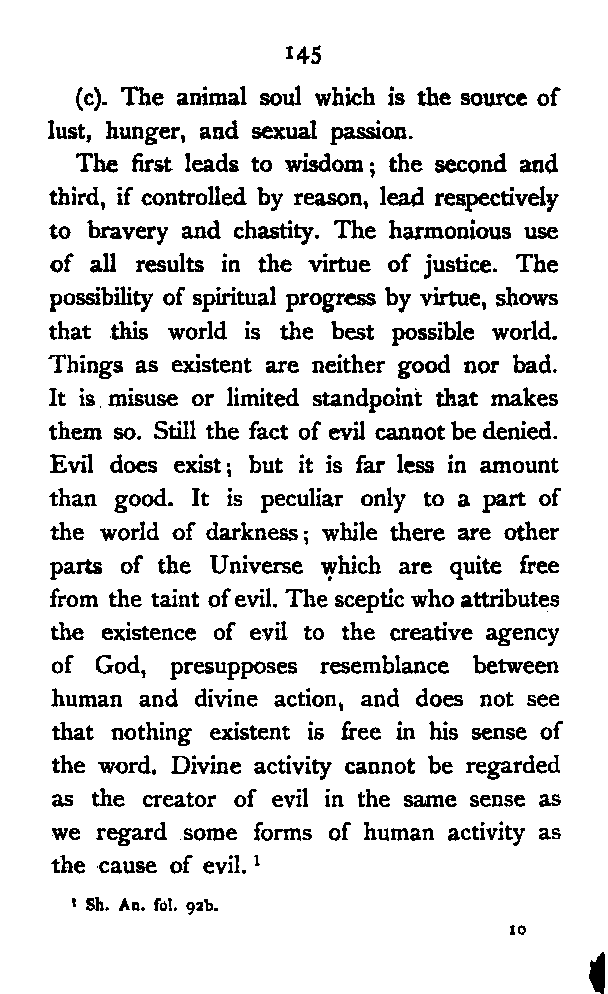 145
(c). The animal soul which is the source of
lust, hunger, and sexual passion.
The first leads to wisdom; the second and
third, if controlled by reason, lead respectively
to bravery and chastity. The harmonious use
of all results in the virtue of justice. The
possibility of spiritual progress by virtue, shows
that this world is the best possible world.
Things as existent are neither good nor bad.
It is misuse or limited standpoint that makes
them so. Still the fact of evil cannot be denied.
Evil does exist; but it is far less in amount
than good. It is peculiar only to a part of
the world of darkness; while there are other
parts of the Universe which are quite free
from the taint of evil. The sceptic who attributes
the existence of evil to the creative agency
of God, presupposes resemblance between
human and divine action, and does not see
that nothing existent is free in his sense of
the word. Divine activity cannot be regarded
as the creator of evil in the same sense as
we regard some forms of human activity as
the cause of evil. ¹
¹ Sh. An. fol. 92b.
10